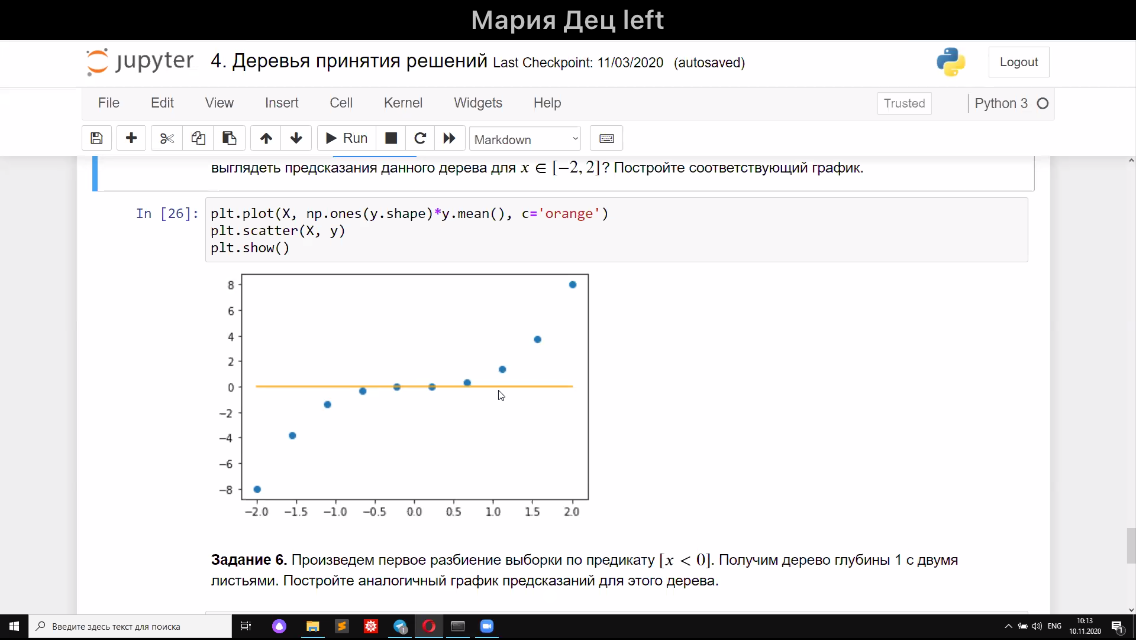 Мария Дец left
jupyter 4. Деревья принятия решений Last Checkpoint: 11/03/2020 (autosaved) Logout
File Edit View Insert Cell Kernel Widgets Help Trusted Python 3
Run Markdown
выглядеть предсказания данного дерева для x ∈ [−2, 2]? Постройте соответствующий график.
In [26]: plt.plot(X, np.ones(y.shape)*y.mean(), c='orange')
plt.scatter(X, y)
plt.show()
8
6
4
2
0
−2
−4
−6
−8
−2.0 −1.5 −1.0 −0.5 0.0 0.5 1.0 1.5 2.0
Задание 6. Произведем первое разбиение выборки по предикату [x < 0]. Получим дерево глубины 1 с двумя
листьями. Постройте аналогичный график предсказаний для этого дерева.
Введите здесь текст для поиска
ENG
10:13
10.11.2020